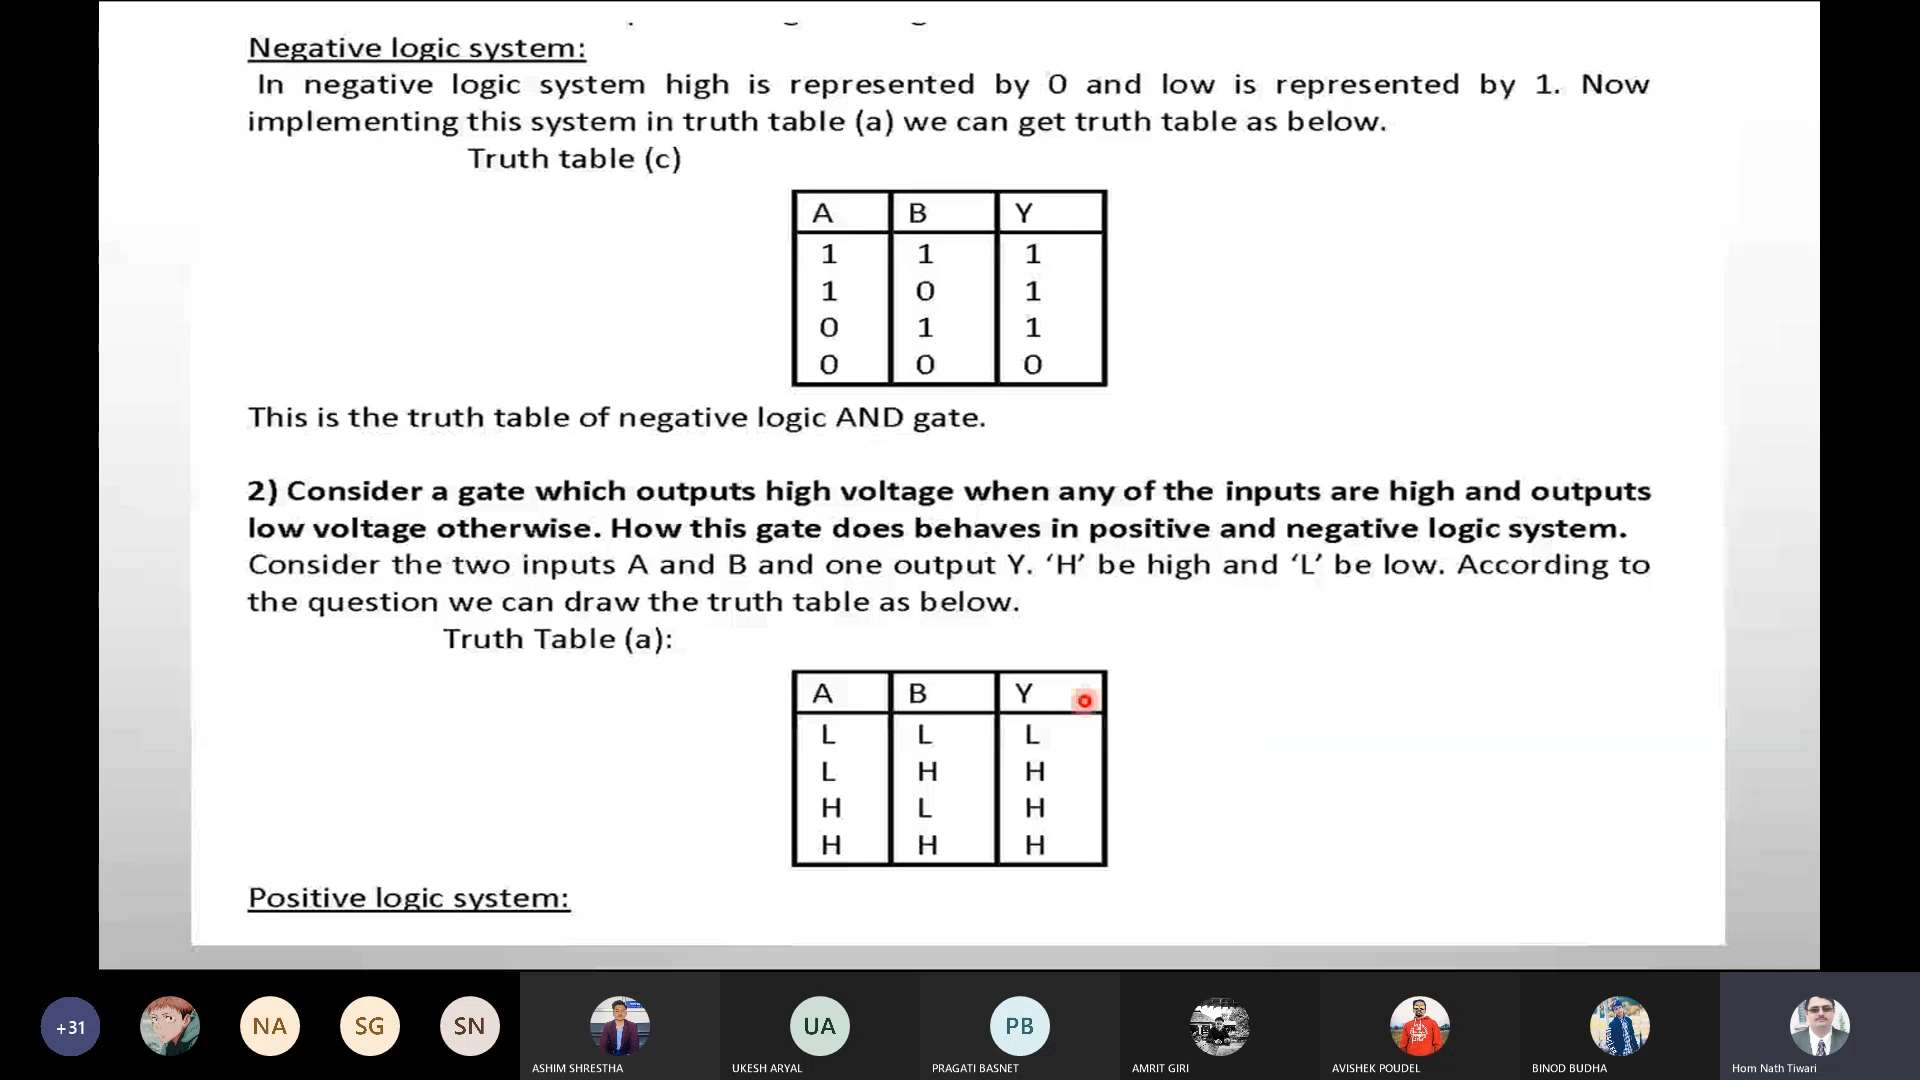 Negative logic system:
In negative logic system high is represented by 0 and low is represented by 1. Now
implementing this system in truth table (a) we can get truth table as below.
Truth table (c)
A B Y
1 1 1
1 0 1
0 1 1
0 0 0
This is the truth table of negative logic AND gate.
2) Consider a gate which outputs high voltage when any of the inputs are high and outputs
low voltage otherwise. How this gate does behaves in positive and negative logic system.
Consider the two inputs A and B and one output Y. ‘H’ be high and ‘L’ be low. According to
the question we can draw the truth table as below.
Truth Table (a):
A B Y
L L L
L H H
H L H
H H H
Positive logic system:
+31 NA SG SN UA PB
ASHIM SHRESTHA UKESH ARYAL PRAGATI BASNET AMRIT GIRI AVISHEK POUDEL BINOD BUDHA Hom Nath Tiwari